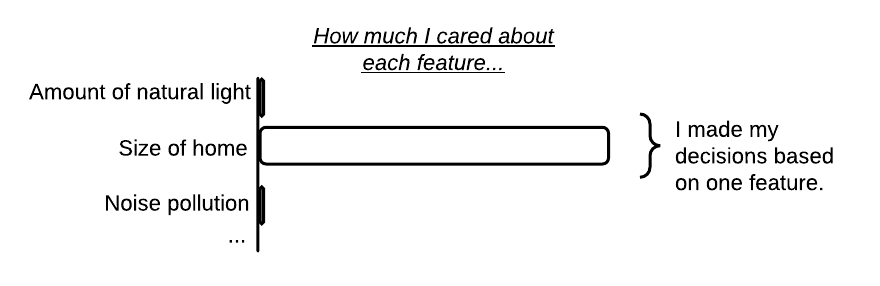 How much I cared about
each feature...
Amount of natural light
Size of home
Noise pollution
...
I made my
decisions based
on one feature.